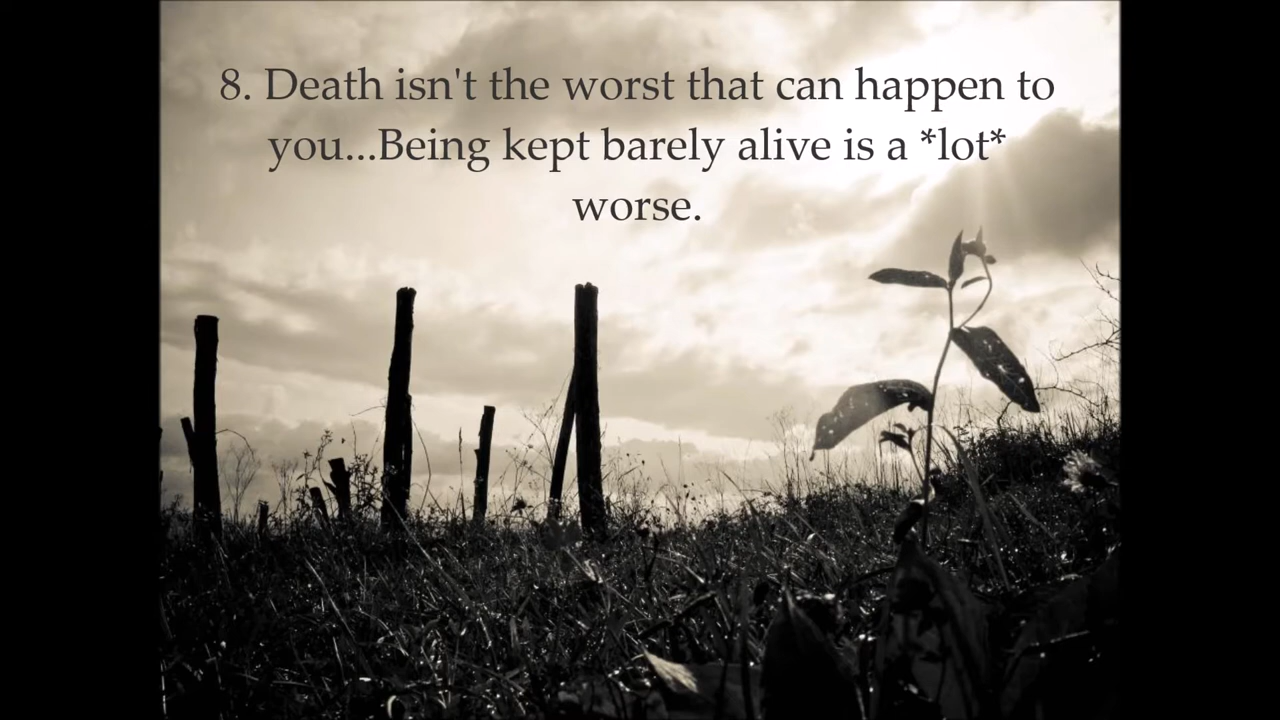 8. Death isn't the worst that can happen to
you...Being kept barely alive is a *lot*
worse.